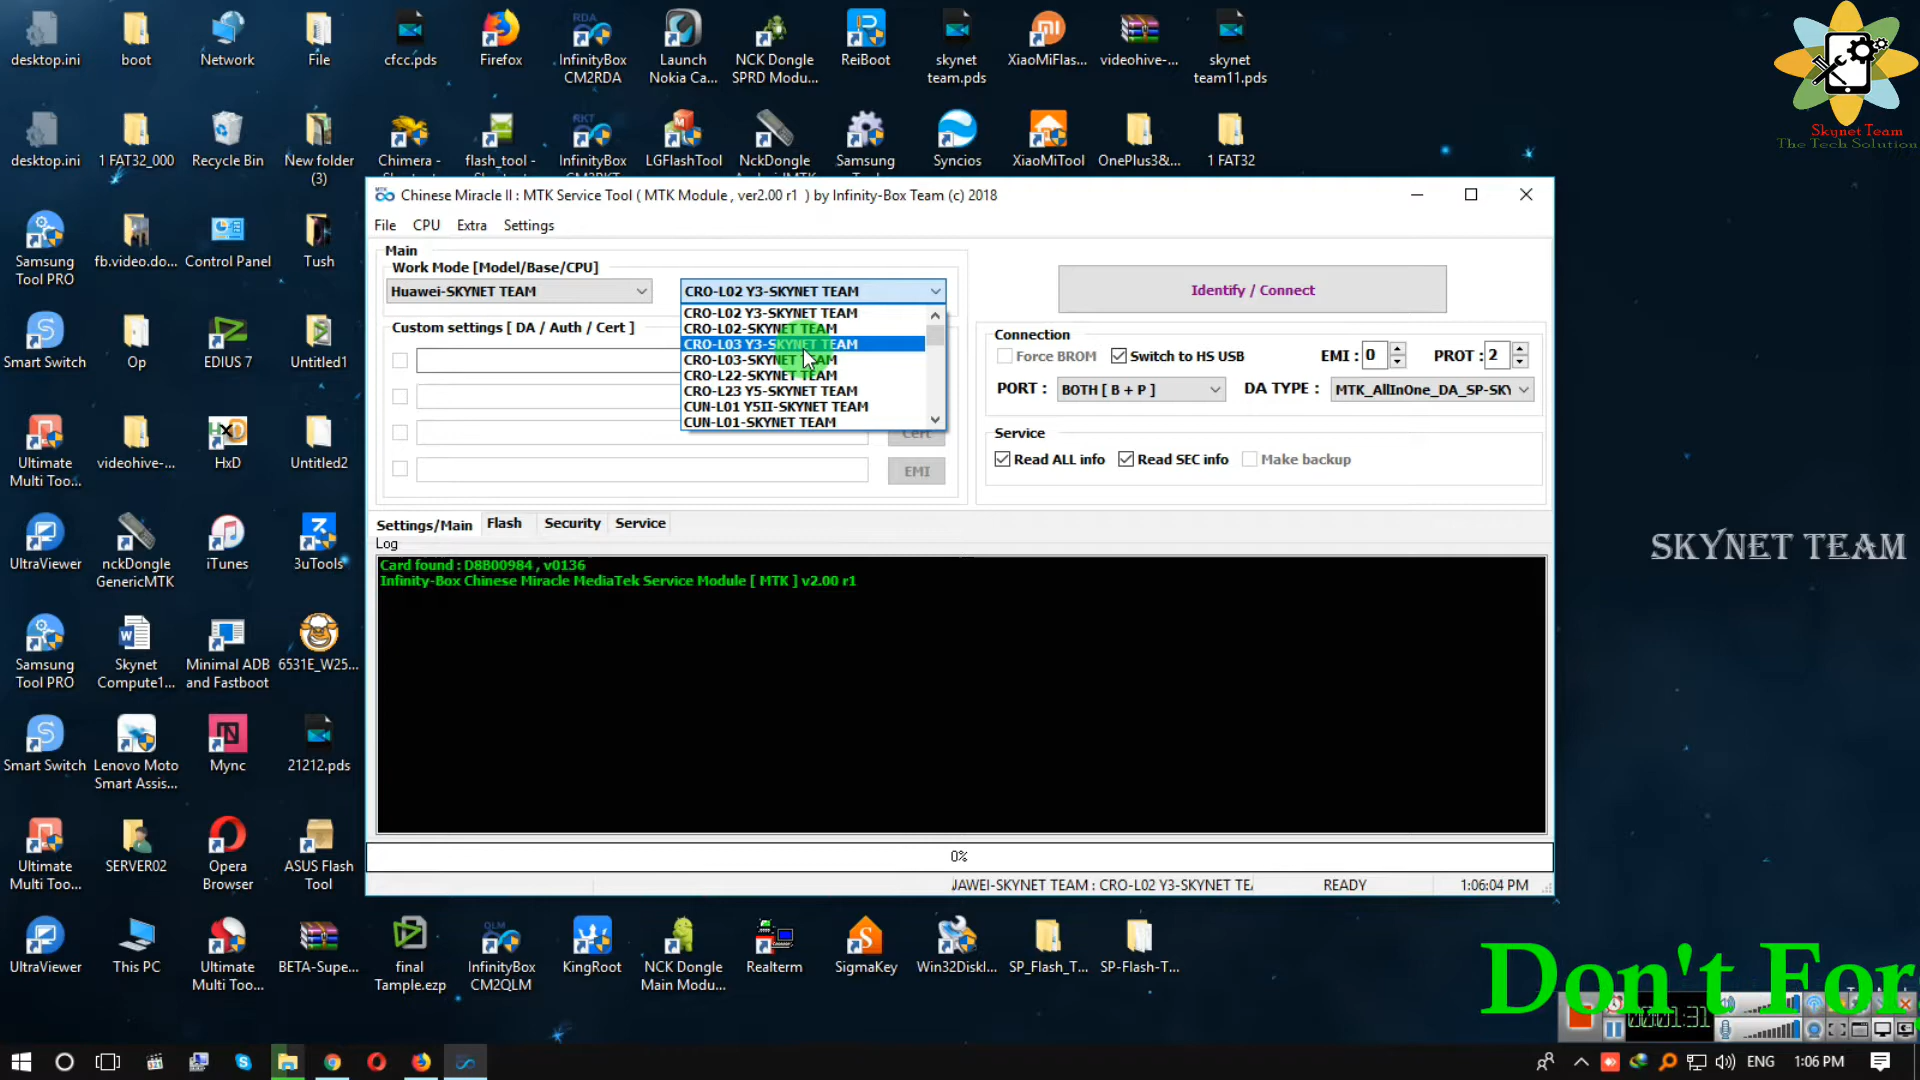 desktop.ini
boot
Network
File
cfcc.pds
Firefox
InfinityBox
CM2RDA
Launch
Nokia Ca...
NCK Dongle
SPRD Modu...
ReiBoot
skynet
team.pds
XiaoMiFlas...
videohive-...
skynet
team11.pds
Skynet Team
The Tech Solution
desktop.ini
1 FAT32_000
Recycle Bin
New folder
(3)
Chimera -
flash_tool -
InfinityBox
LGFlashTool
NckDongle
Samsung
Syncios
XiaoMiTool
OnePlus3&...
1 FAT32
Chinese Miracle II : MTK Service Tool ( MTK Module , ver2.00 r1 ) by Infinity-Box Team (c) 2018
File
CPU
Extra
Settings
Main
Work Mode [Model/Base/CPU]
Huawei-SKYNET TEAM
CRO-L02 Y3-SKYNET TEAM
CRO-L02 Y3-SKYNET TEAM
CRO-L02-SKYNET TEAM
CRO-L03 Y3-SKYNET TEAM
CRO-L03-SKYNET TEAM
CRO-L22-SKYNET TEAM
CRO-L23 Y5-SKYNET TEAM
CUN-L01 Y5II-SKYNET TEAM
CUN-L01-SKYNET TEAM
Custom settings [ DA / Auth / Cert ]
Cert
EMI
Identify / Connect
Connection
Force BROM
Switch to HS USB
EMI : 0
PROT : 2
PORT : BOTH [ B + P ]
DA TYPE : MTK_AllInOne_DA_SP-SKY
Service
Read ALL info
Read SEC info
Make backup
Settings/Main
Flash
Security
Service
Log
Card found : D8B00984 , v0136
Infinity-Box Chinese Miracle MediaTek Service Module [ MTK ] v2.00 r1
0%
JAWEI-SKYNET TEAM : CRO-L02 Y3-SKYNET TEA
READY
1:06:04 PM
Samsung
Tool PRO
fb.video.do...
Control Panel
Tush
Smart Switch
Op
EDIUS 7
Untitled1
Ultimate
Multi Too...
videohive-...
HxD
Untitled2
UltraViewer
nckDongle
GenericMTK
iTunes
3uTools
SKYNET TEAM
Samsung
Tool PRO
Skynet
Compute1...
Minimal ADB
and Fastboot
6531E_W25...
Smart Switch
Lenovo Moto
Smart Assis...
Mync
21212.pds
Ultimate
Multi Too...
SERVER02
Opera
Browser
ASUS Flash
Tool
UltraViewer
This PC
Ultimate
Multi Too...
BETA-Supe...
final
Tample.ezp
InfinityBox
CM2QLM
KingRoot
NCK Dongle
Main Modu...
Realterm
SigmaKey
Win32DiskI...
SP_Flash_T...
SP-Flash-T...
Don't For
ENG
1:06 PM